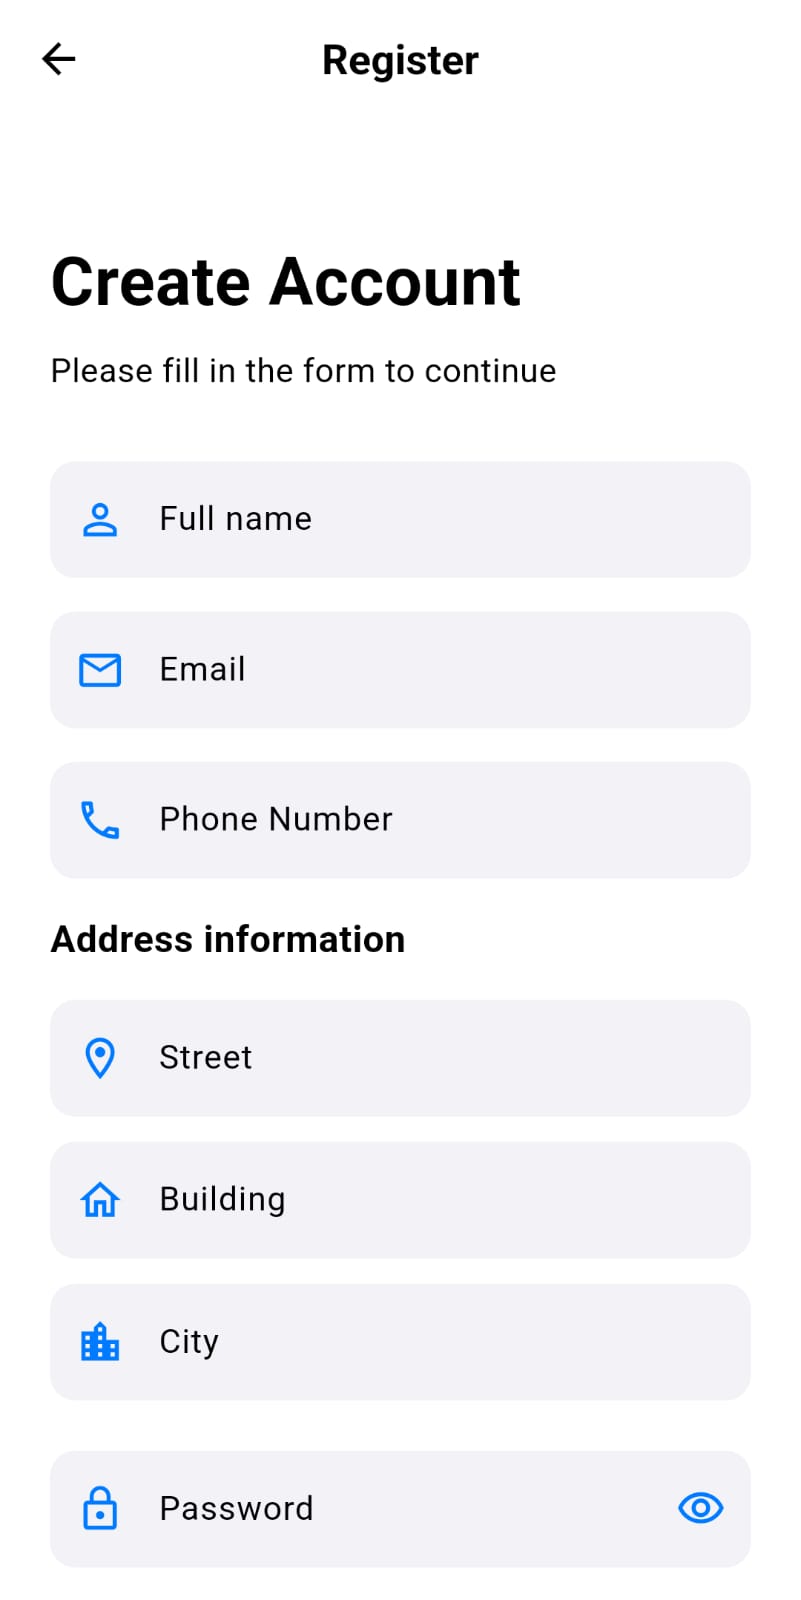 Register
Create Account
Please fill in the form to continue
Full name
Email
Phone Number
Address information
Street
Building
City
Password